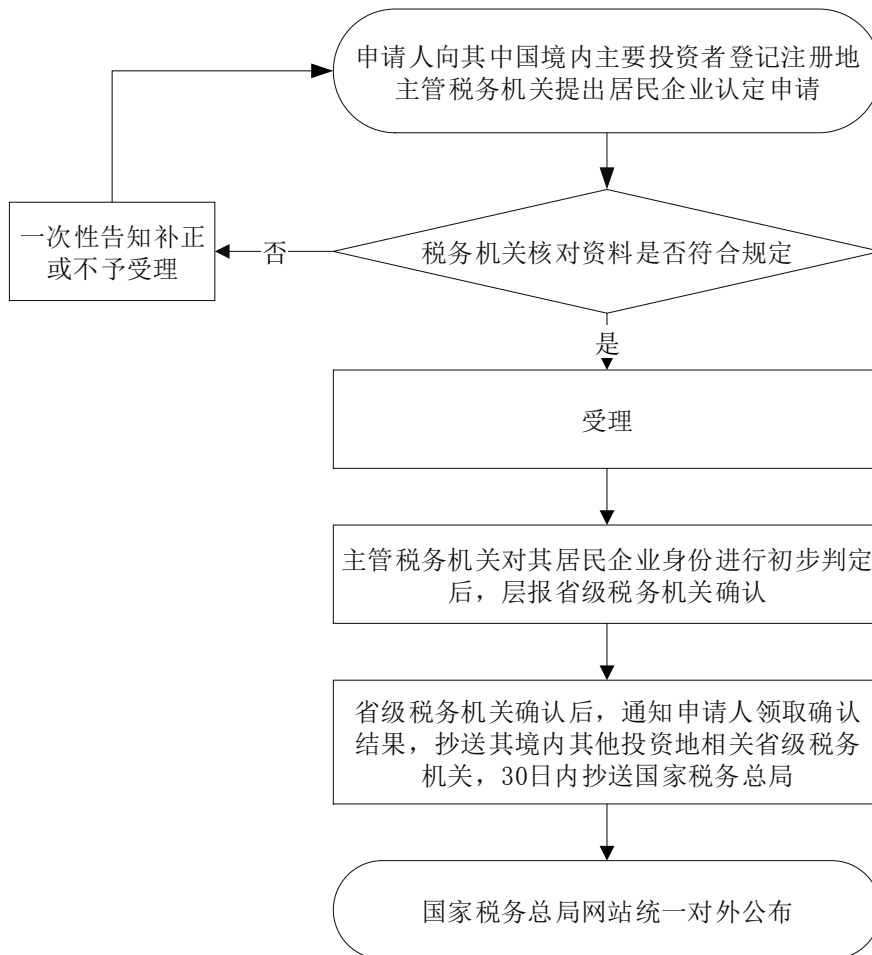 申请人向其中国境内主要投资者登记注册地
主管税务机关提出居民企业认定申请
一次性告知补正
或不予受理
否
税务机关核对资料是否符合规定
是
受理
主管税务机关对其居民企业身份进行初步判定
后，层报省级税务机关确认
省级税务机关确认后，通知申请人领取确认
结果，抄送其境内其他投资地相关省级税务
机关，30日内抄送国家税务总局
国家税务总局网站统一对外公布